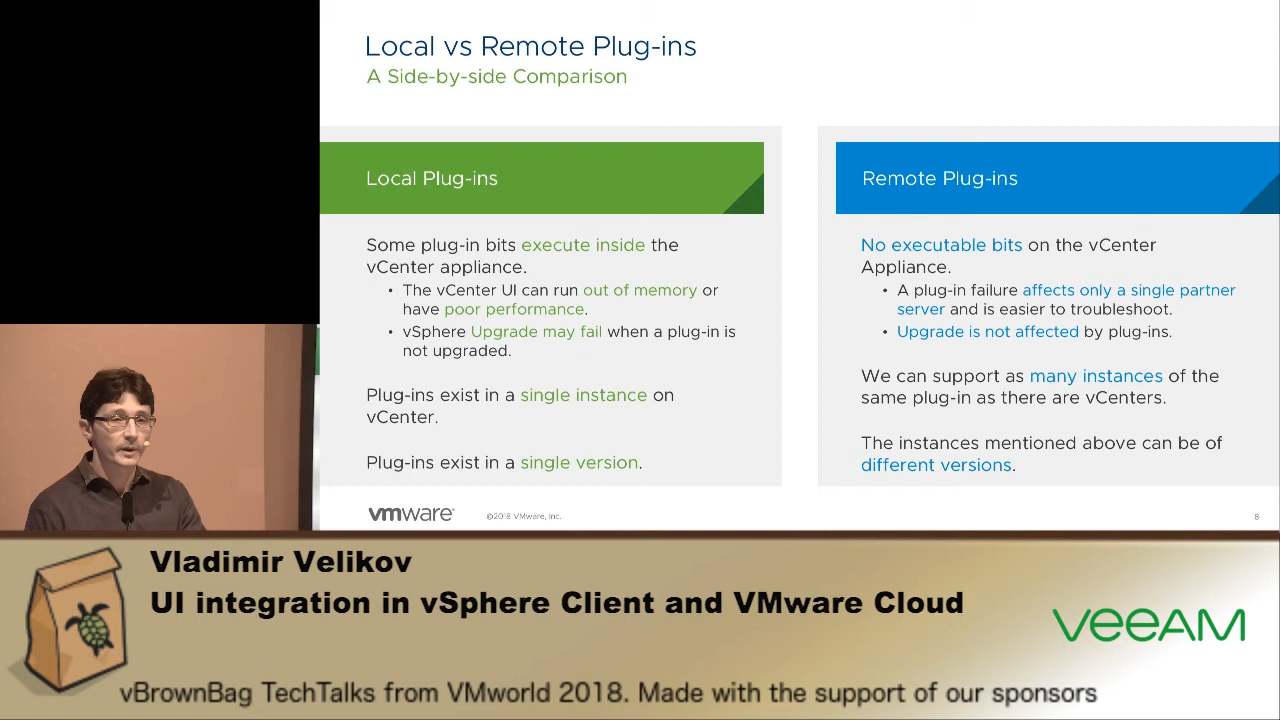 Local vs Remote Plug-ins
A Side-by-side Comparison
Local Plug-ins
Some plug-in bits execute inside the
vCenter appliance.
• The vCenter UI can run out of memory or
have poor performance.
• vSphere Upgrade may fail when a plug-in is
not upgraded.
Plug-ins exist in a single instance on
vCenter.
Plug-ins exist in a single version.
Remote Plug-ins
No executable bits on the vCenter
Appliance.
• A plug-in failure affects only a single partner
server and is easier to troubleshoot.
• Upgrade is not affected by plug-ins.
We can support as many instances of the
same plug-in as there are vCenters.
The instances mentioned above can be of
different versions.
vmware®
©2018 VMware, Inc.
8
Vladimir Velikov
UI integration in vSphere Client and VMware Cloud
veeAM
vBrownBag TechTalks from VMworld 2018. Made with the support of our sponsors